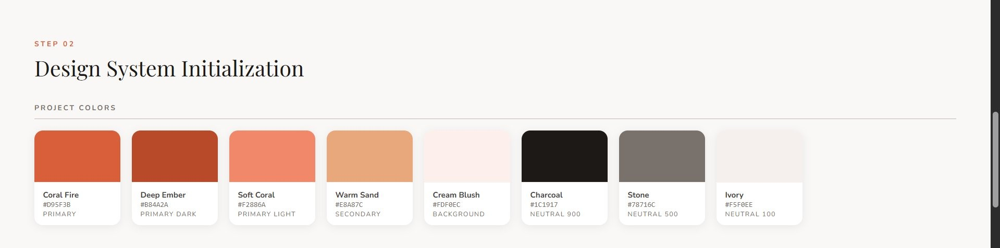 STEP 02
Design System Initialization
PROJECT COLORS
Coral Fire
#D95F3B
PRIMARY
Deep Ember
#B84A2A
PRIMARY DARK
Soft Coral
#F2886A
PRIMARY LIGHT
Warm Sand
#E8A87C
SECONDARY
Cream Blush
#FDF0EC
BACKGROUND
Charcoal
#1C1917
NEUTRAL 900
Stone
#78716C
NEUTRAL 500
Ivory
#F5F0EE
NEUTRAL 100